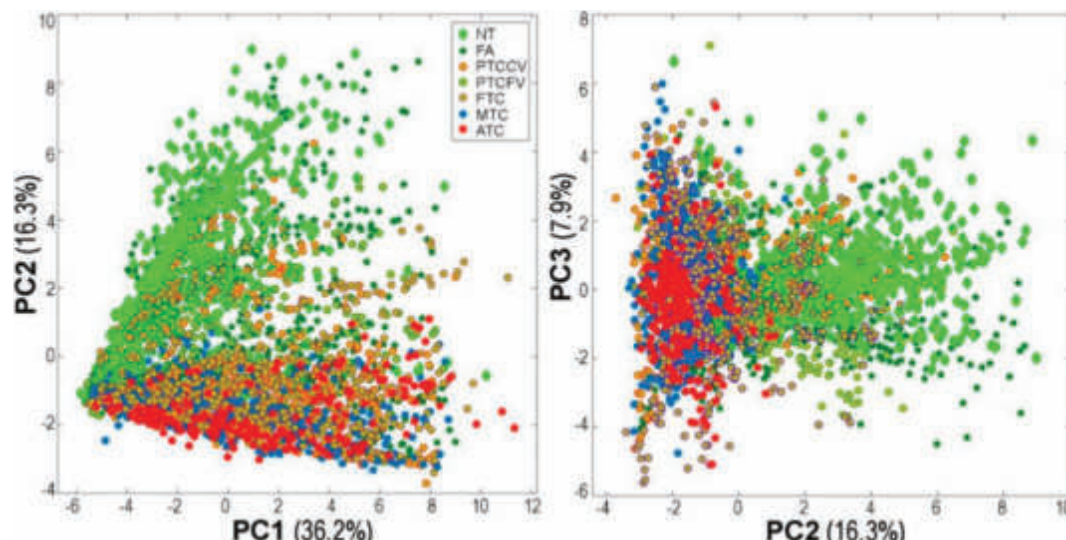 10
8
6
4
2
0
-2
-4
PC2 (16.3%)
NT
FA
PTCCV
PTCFV
FTC
MTC
ATC
-6 -4 -2 0 2 4 6 8 10 12
PC1 (36.2%)
8
6
4
2
0
-2
-4
-6
PC3 (7.9%)
-4 -2 0 2 4 6 8 10
PC2 (16.3%)